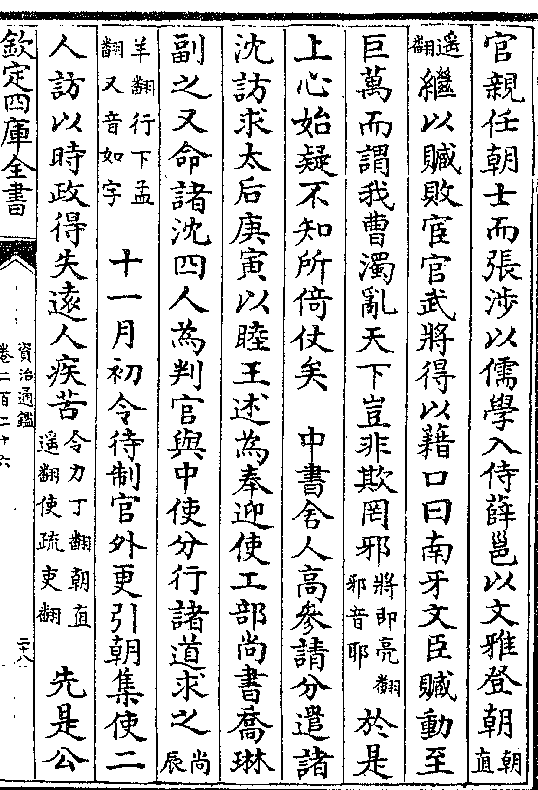 官親任朝士而張涉以儒學入侍薛邕以文雅登朝朝直
遥翻繼以贓敗宦官武將得以藉口曰南牙文臣贓動至
巨萬而謂我曹濁亂天下豈非欺罔邪將即亮翻邪音耶於是
上心始疑不知所倚仗矣　中書舍人高參請分遣諸
沈訪求太后庚寅以睦王述為奉迎使工部尚書喬琳
副之又命諸沈四人為判官與中使分行諸道求之尚辰
羊翻行下孟翻又音如字　十一月初令待制官外更引朝集使二
人訪以時政得失遠人疾苦令力丁翻朝直遥翻使疏吏翻　先是公
欽定四庫全書
資治通鑑
卷二百二十六
二十八